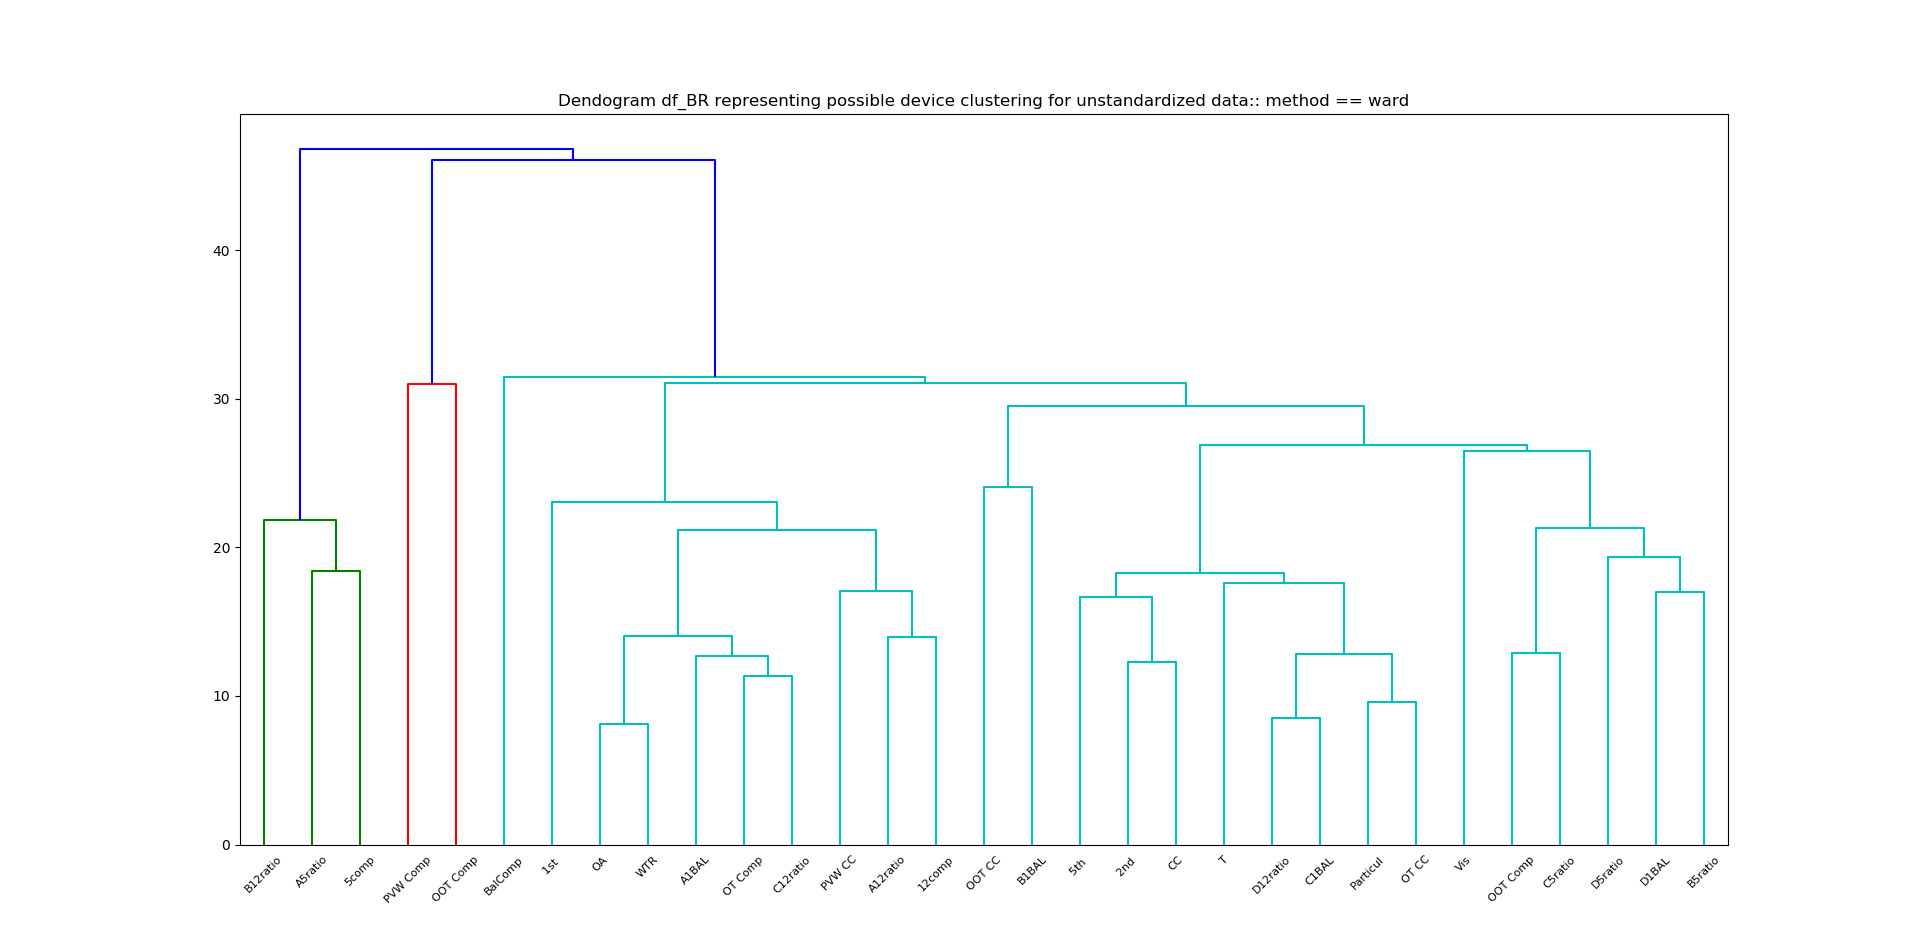 Dendogram df_BR representing possible device clustering for unstandardized data:: method == ward
40
30
20
10
0
B12ratio
A5ratio
5comp
PVW Comp
OOT Comp
BalComp
1st
OA
WTR
A1BAL
OT Comp
C12ratio
PVW CC
A12ratio
12comp
OOT CC
B1BAL
5th
2nd
CC
T
D12ratio
C1BAL
Particul
OT CC
Vis
OOT Comp
C5ratio
D5ratio
D1BAL
B5ratio